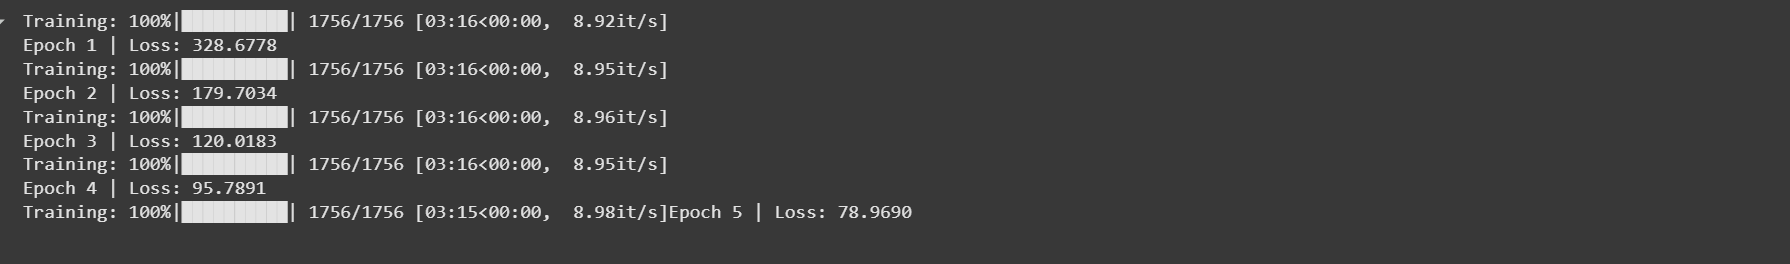 Training: 100%|██████████| 1756/1756 [03:16<00:00,  8.92it/s]
Epoch 1 | Loss: 328.6778
Training: 100%|██████████| 1756/1756 [03:16<00:00,  8.95it/s]
Epoch 2 | Loss: 179.7034
Training: 100%|██████████| 1756/1756 [03:16<00:00,  8.96it/s]
Epoch 3 | Loss: 120.0183
Training: 100%|██████████| 1756/1756 [03:16<00:00,  8.95it/s]
Epoch 4 | Loss: 95.7891
Training: 100%|██████████| 1756/1756 [03:15<00:00,  8.98it/s]Epoch 5 | Loss: 78.9690